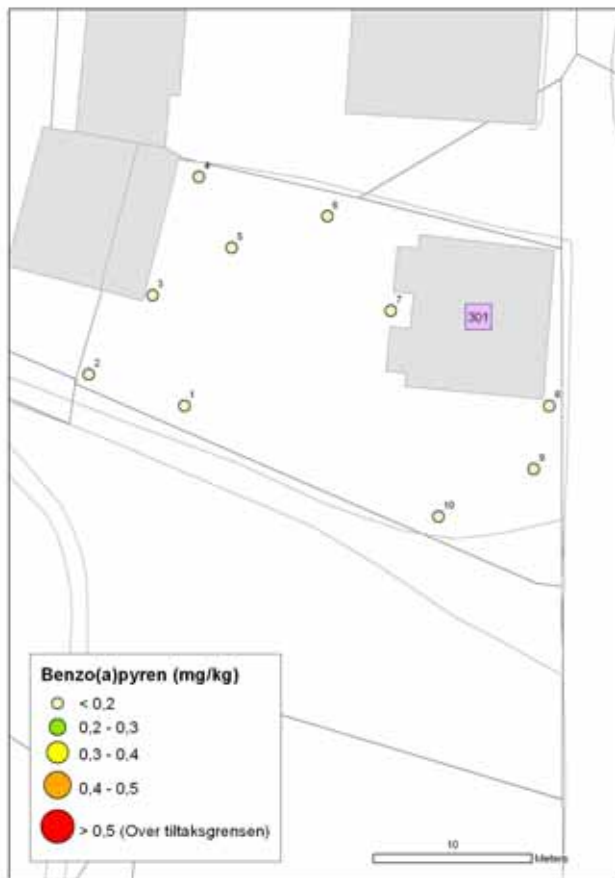 4
6
5
3
7
301
2
1
8
9
10
Benzo(a)pyren (mg/kg)
< 0,2
0,2 - 0,3
0,3 - 0,4
0,4 - 0,5
> 0,5 (Over tiltaksgrensen)
10
Meters